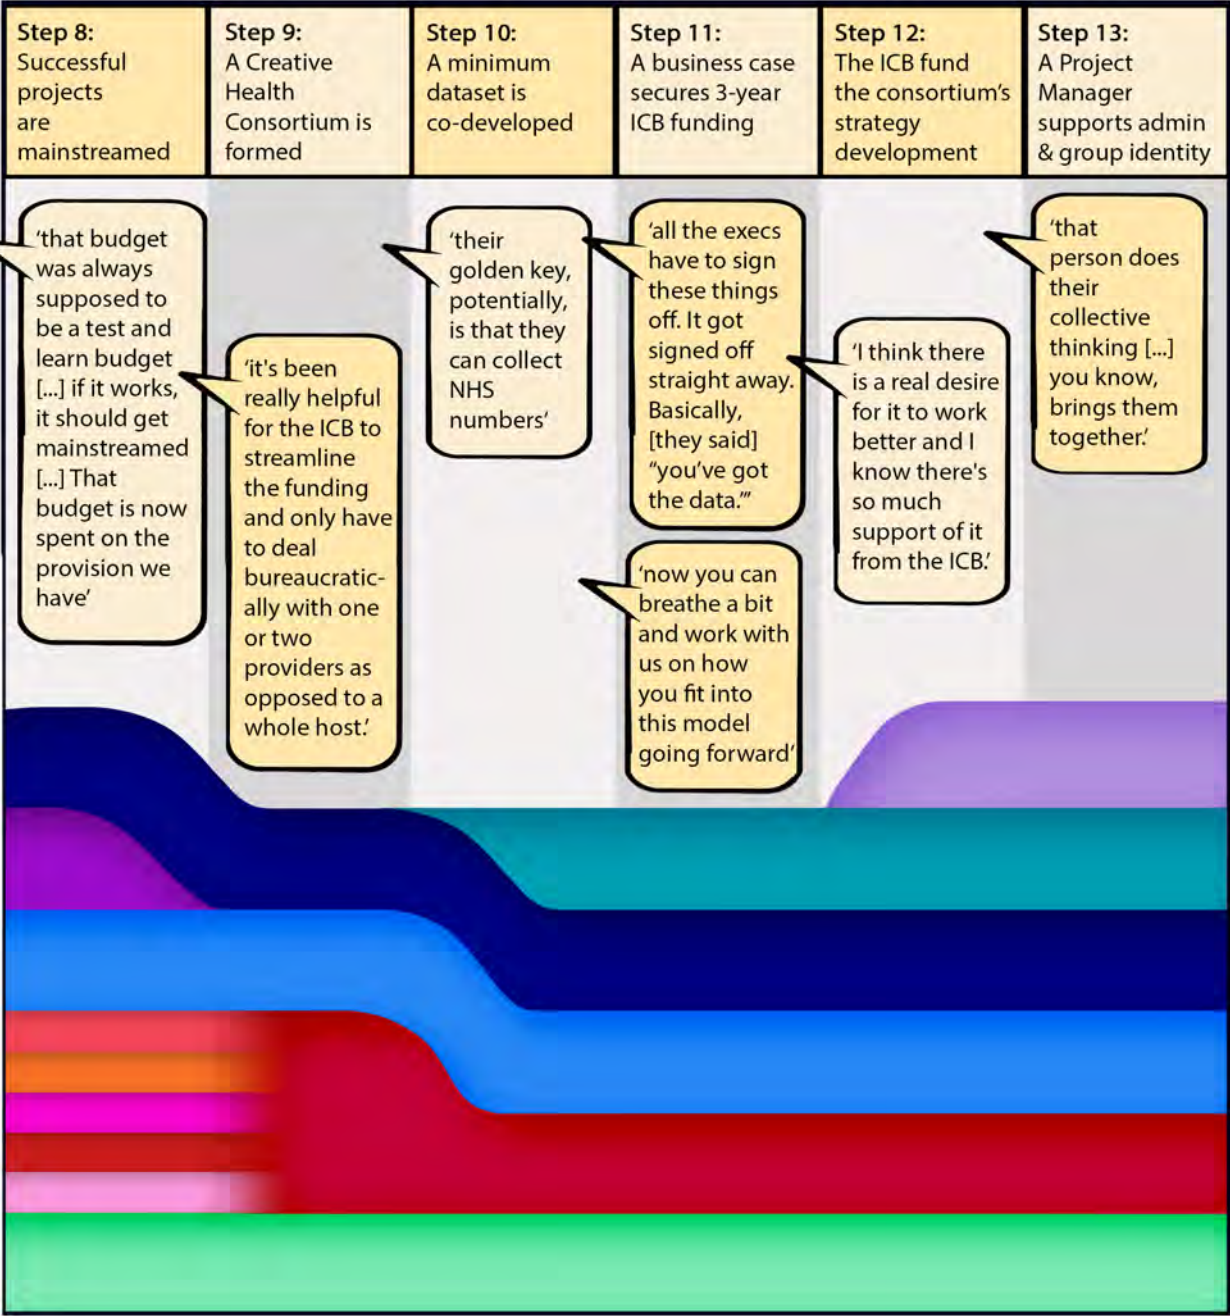 Step 8:
Successful
projects
are
mainstreamed
Step 9:
A Creative
Health
Consortium is
formed
Step 10:
A minimum
dataset is
co-developed
Step 11:
A business case
secures 3-year
ICB funding
Step 12:
The ICB fund
the consortium’s
strategy
development
Step 13:
A Project
Manager
supports admin
& group identity
‘that budget
was always
supposed to
be a test and
learn budget
[...] if it works,
it should get
mainstreamed
[...] That
budget is now
spent on the
provision we
have’
‘it's been
really helpful
for the ICB to
streamline
the funding
and only have
to deal
bureaucratic-
ally with one
or two
providers as
opposed to a
whole host.’
‘their
golden key,
potentially,
is that they
can collect
NHS
numbers’
‘all the execs
have to sign
these things
off. It got
signed off
straight away.
Basically,
[they said]
“you’ve got
the data.”’
‘now you can
breathe a bit
and work with
us on how
you fit into
this model
going forward’
‘I think there
is a real desire
for it to work
better and I
know there's
so much
support of it
from the ICB.’
‘that
person does
their
collective
thinking [...]
you know,
brings them
together.’